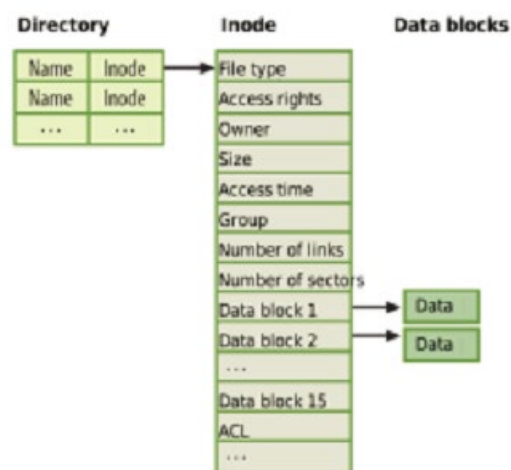 Directory
Inode
Data blocks
Name Inode
Name Inode
... ...
File type
Access rights
Owner
Size
Access time
Group
Number of links
Number of sectors
Data block 1
Data block 2
...
Data block 15
ACL
...
Data
Data